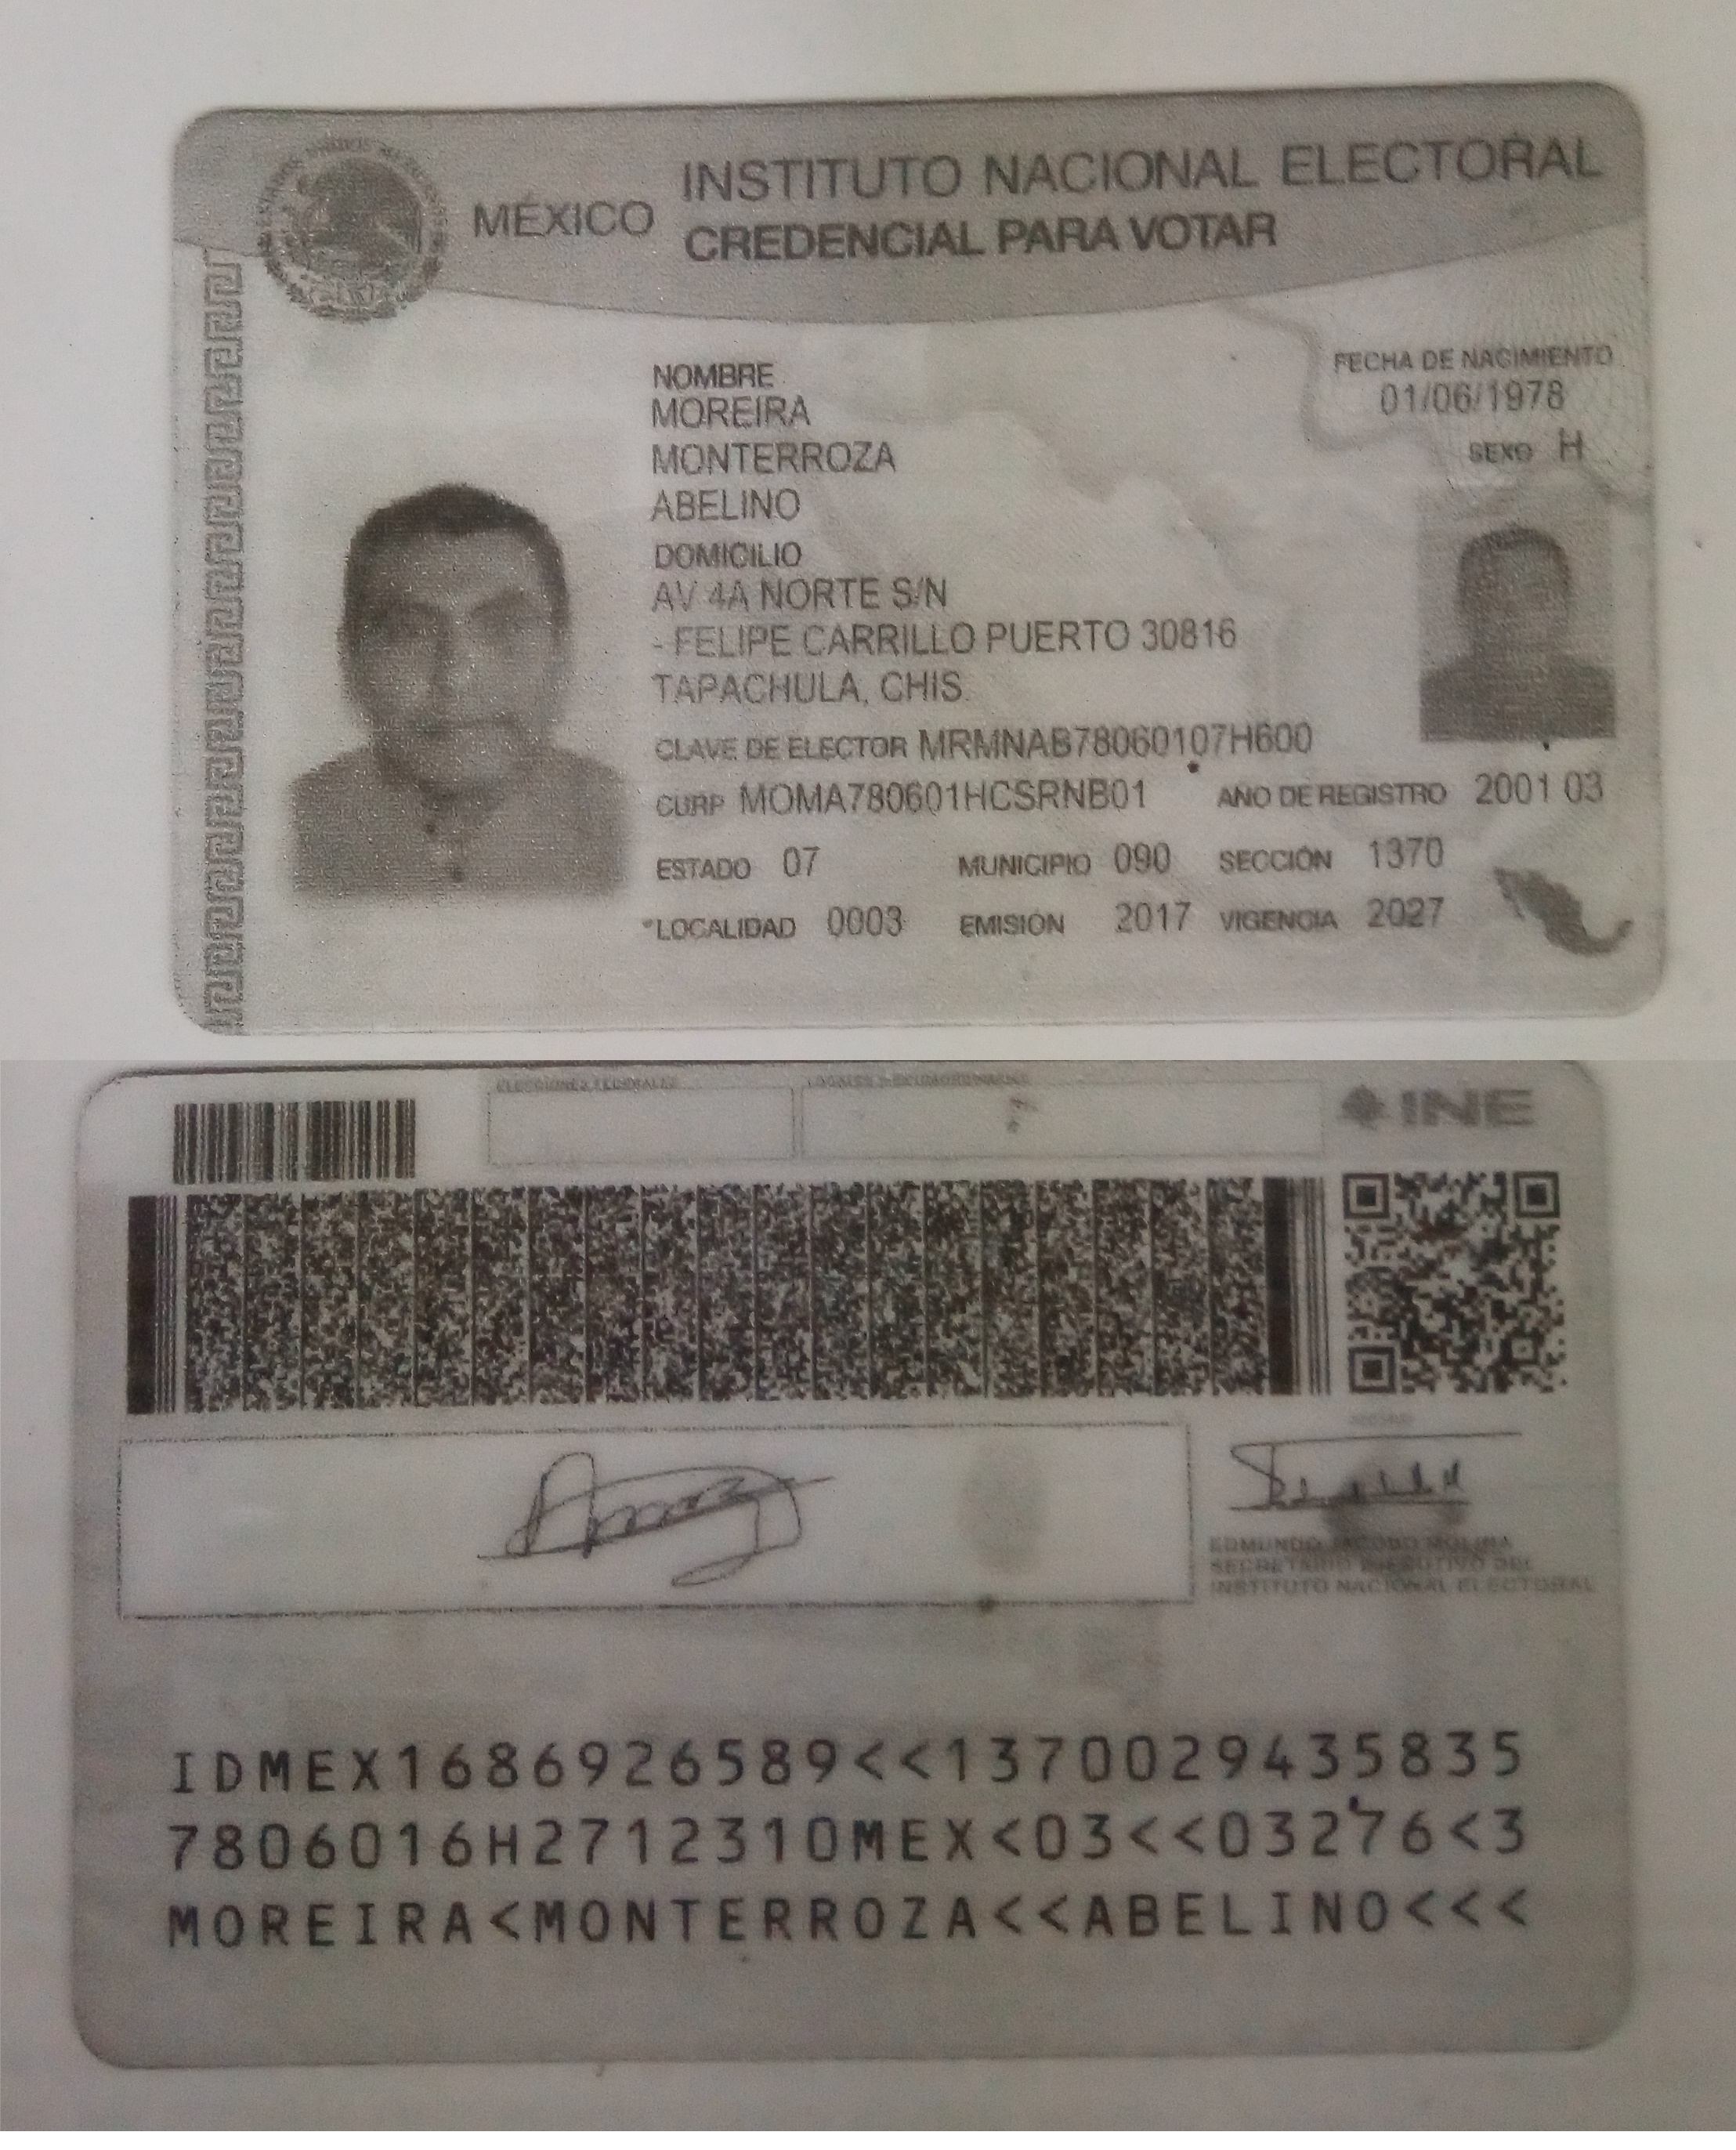 MÉXICO
INSTITUTO NACIONAL ELECTORAL
CREDENCIAL PARA VOTAR
NOMBRE
MOREIRA
MONTERROZA
ABELINO
FECHA DE NACIMIENTO
01/06/1978
SEXO H
DOMICILIO
AV 4A NORTE S/N
- FELIPE CARRILLO PUERTO 30816
TAPACHULA, CHIS.
CLAVE DE ELECTOR MRMNAB78060107H600
CURP MOMA780601HCSRNB01 AÑO DE REGISTRO 2001 03
ESTADO 07 MUNICIPIO 090 SECCIÓN 1370
LOCALIDAD 0003 EMISIÓN 2017 VIGENCIA 2027
ELECCIONES FEDERALES
INE
EDMUNDO JACOBO MOLINA
SECRETARIO EJECUTIVO DEL
INSTITUTO NACIONAL ELECTORAL
IDMEX1686926589<<1370029435835
7806016H2712310MEX<03<<03276<3
MOREIRA<MONTERROZA<<ABELINO<<<